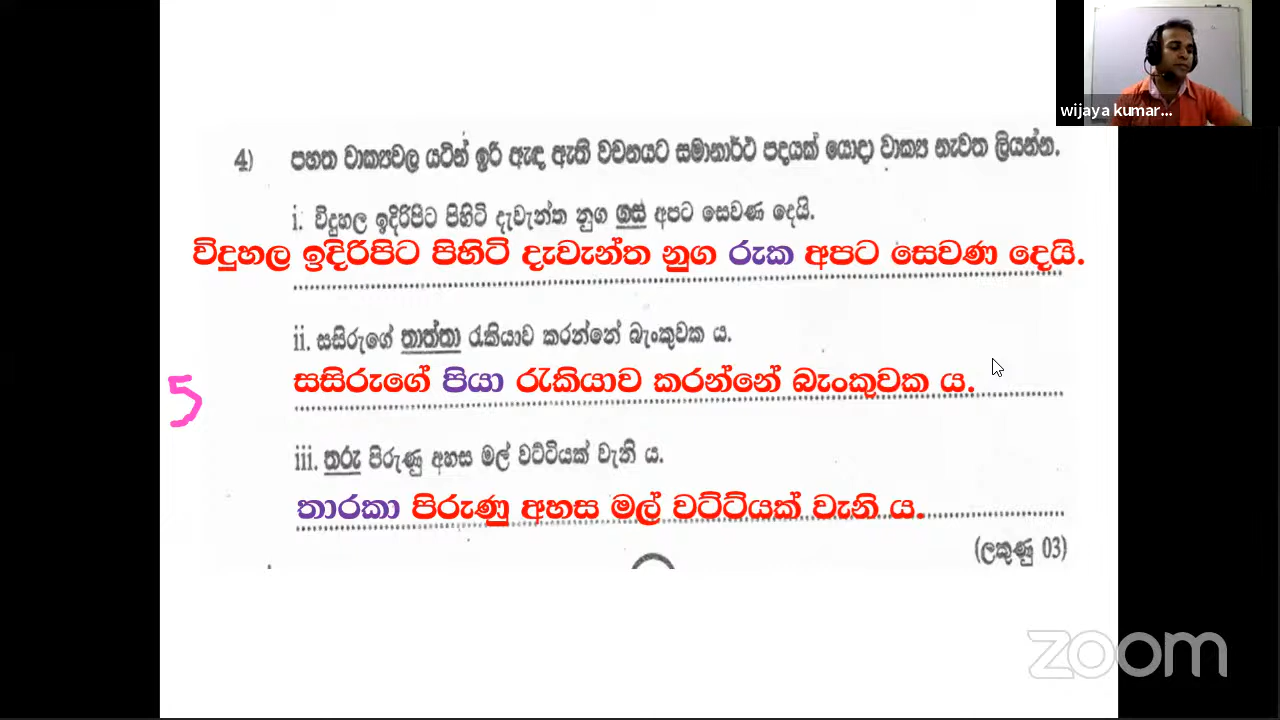 wijaya kumar...
4) පහත වාක්‍යවල යටින් ඉරි ඇඳ ඇති වචනයට සමානාර්ථ පදයක් යොදා වාක්‍ය නැවත ලියන්න.
i. විදුහල ඉදිරිපිට පිහිටි දැවැන්ත නුග ගස් අපට සෙවණ දෙයි.
විදුහල ඉදිරිපිට පිහිටි දැවැන්ත නුග රුක අපට සෙවණ දෙයි.
ii. සසිරුගේ තාත්තා රැකියාව කරන්නේ බැංකුවක ය.
5 සසිරුගේ පියා රැකියාව කරන්නේ බැංකුවක ය.
iii. තරු පිරුණු අහස මල් වට්ටියක් වැනි ය.
තාරකා පිරුණු අහස මල් වට්ටියක් වැනි ය.
(ලකුණු 03)
zoom